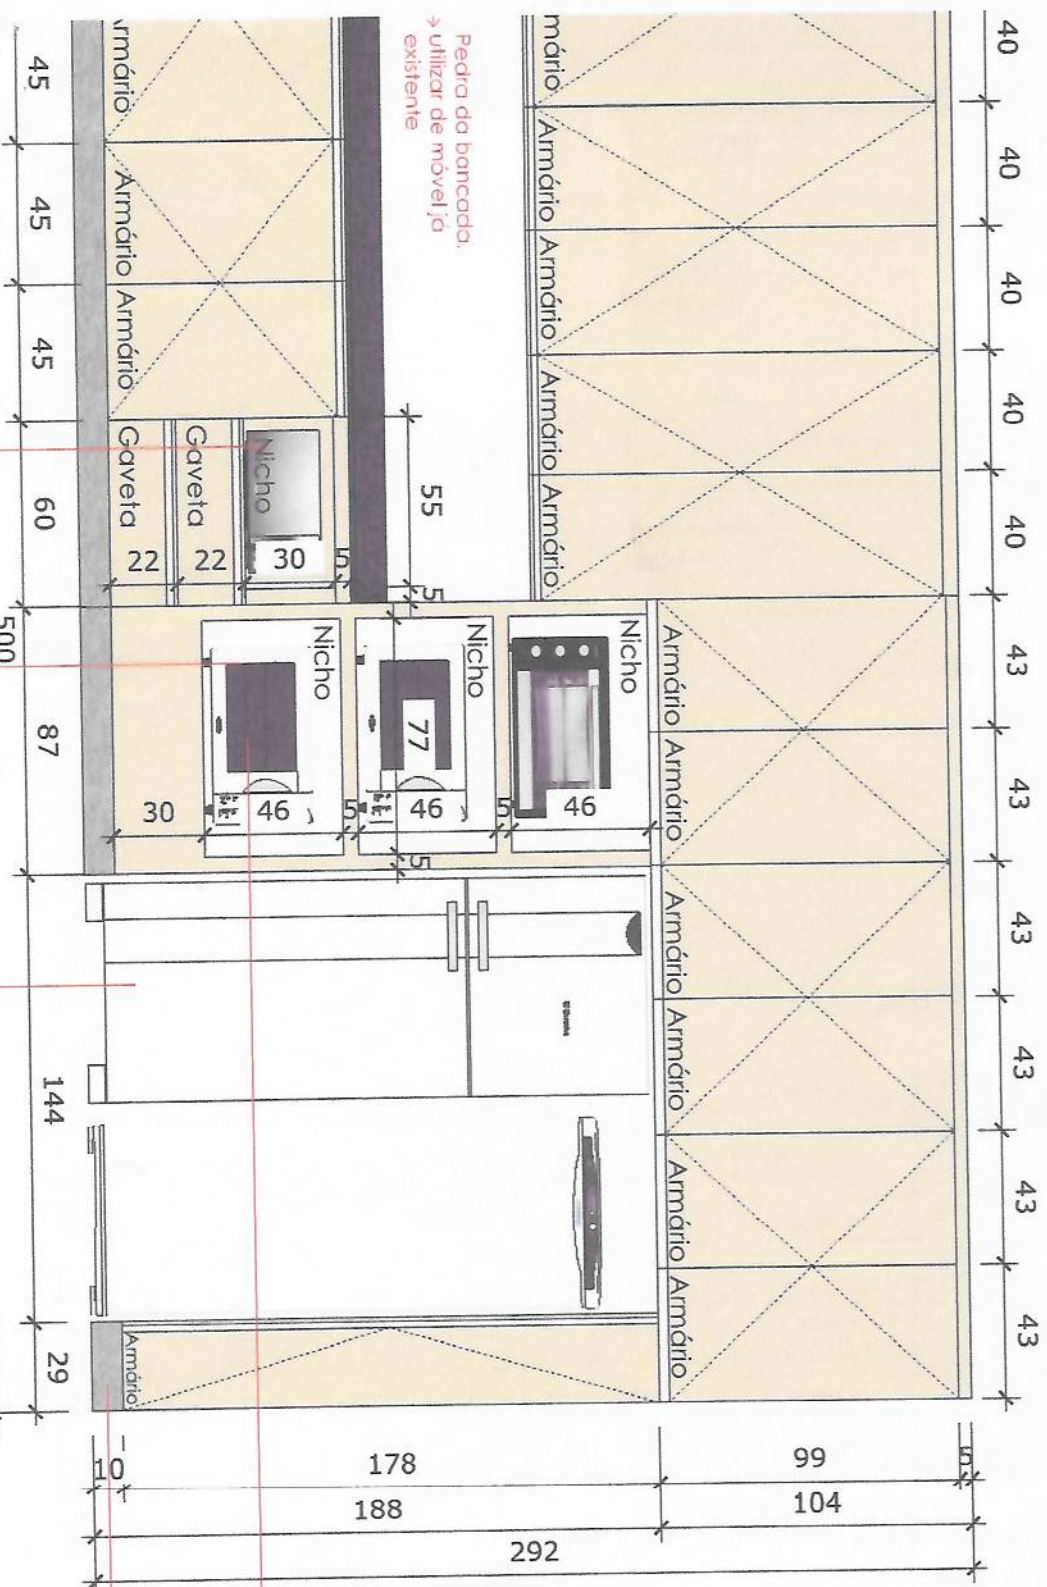 40 40 40 40 40 43 43 43 43 43 43
mário Armário Armário Armário Armário
Armário Armário Armário Armário Armário Armário
Pedra da bancada,
→ utilizar de móvel já
existente
55
5
Nicho
46
5
Nicho
77
46
5
5
Nicho
46
30
5
Nicho
30
Gaveta
22
Gaveta
22
rmário Armário Armário
Armário
45 45 45 60 87 144 29
500
10 178 99 5
188 104
292